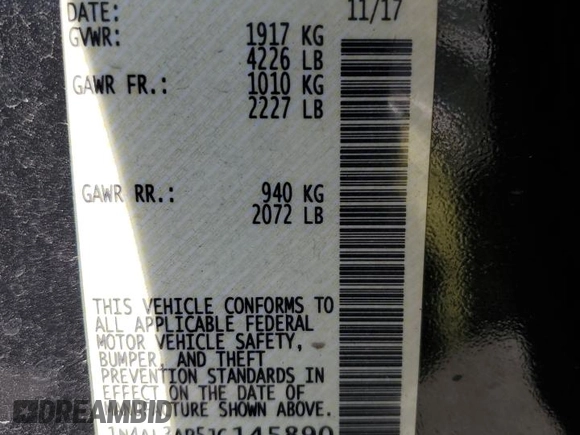 DATE: 11/17
GVWR: 1917 KG
4226 LB
GAWR FR.: 1010 KG
2227 LB
GAWR RR.: 940 KG
2072 LB
THIS VEHICLE CONFORMS TO
ALL APPLICABLE FEDERAL
MOTOR VEHICLE SAFETY,
BUMPER, AND THEFT
PREVENTION STANDARDS IN
EFFECT ON THE DATE OF
MANUFACTURE SHOWN ABOVE.
1N4AL3AP5JC145890
DREAMBID